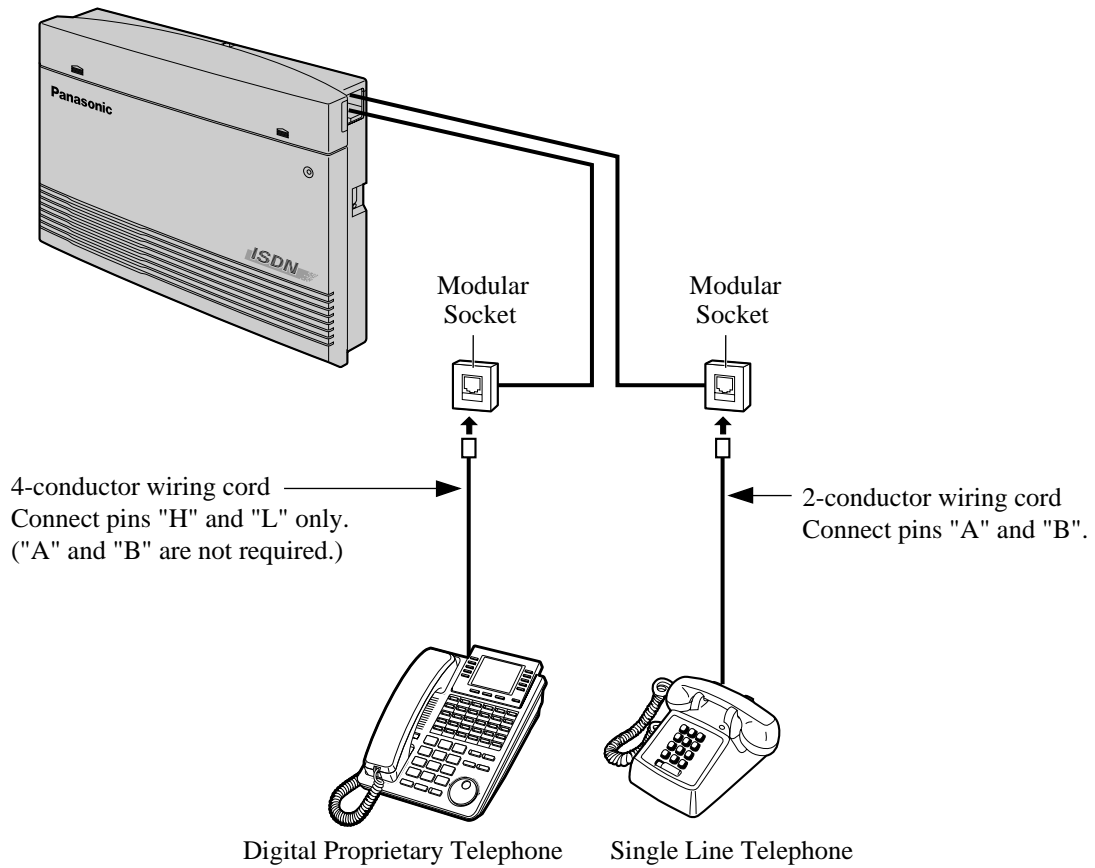 Panasonic
ISDN
Modular
Socket
Modular
Socket
4-conductor wiring cord
Connect pins "H" and "L" only.
("A" and "B" are not required.)
2-conductor wiring cord
Connect pins "A" and "B".
Digital Proprietary Telephone
Single Line Telephone